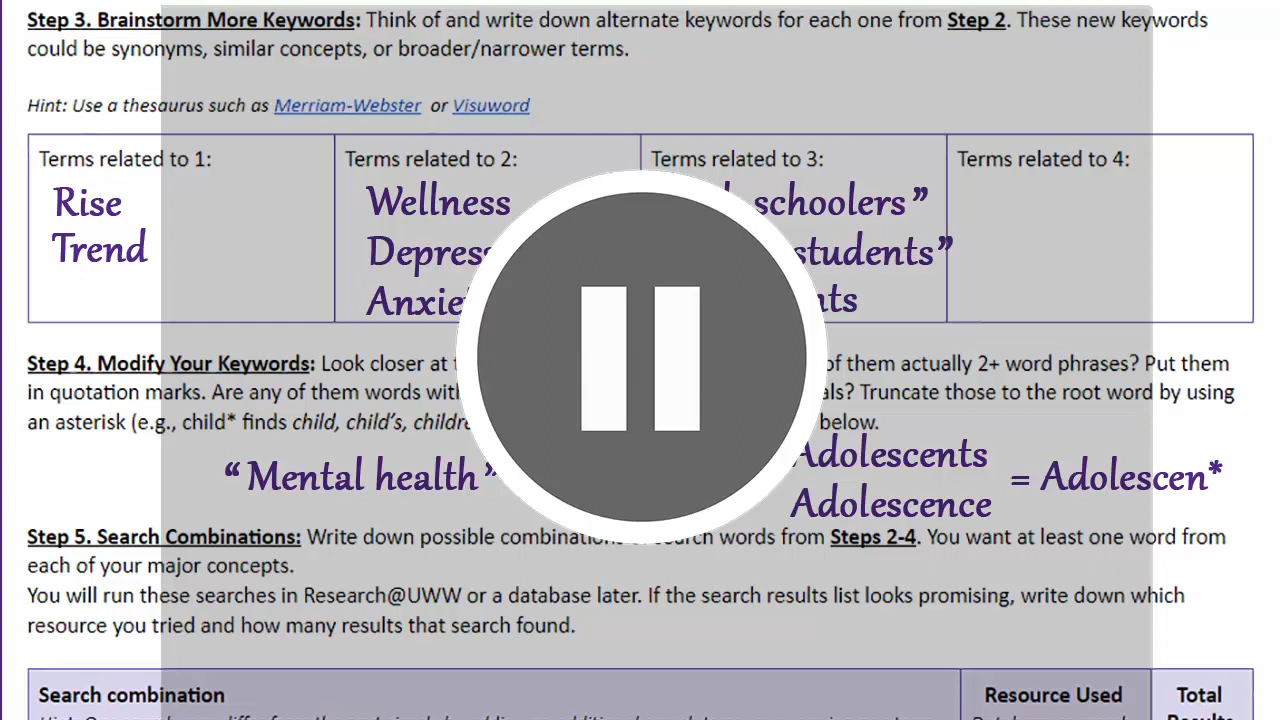 Step 3. Brainstorm More Keywords: Think of and write down alternate keywords for each one from Step 2. These new keywords
could be synonyms, similar concepts, or broader/narrower terms.
Hint: Use a thesaurus such as Merriam-Webster or Visuword
Terms related to 1:
Rise
Trend
Terms related to 2:
Wellness
Terms related to 3:
schoolers”
students”
Terms related to 4:
Step 4. Modify Your Keywords: Look closer at of them actually 2+ word phrases? Put them
in quotation marks. Are any of them words Truncate those to the root word by using
an asterisk (e.g., child* finds child, child’s, below.
“Mental health”
Adolescents
Adolescence
= Adolescen*
Step 5. Search Combinations: Write down possible combinations search words from Steps 2-4. You want at least one word from
each of your major concepts.
You will run these searches in Research@UWW or a database later. If the search results list looks promising, write down which
resource you tried and how many results that search found.
Search combination
Resource Used
Total